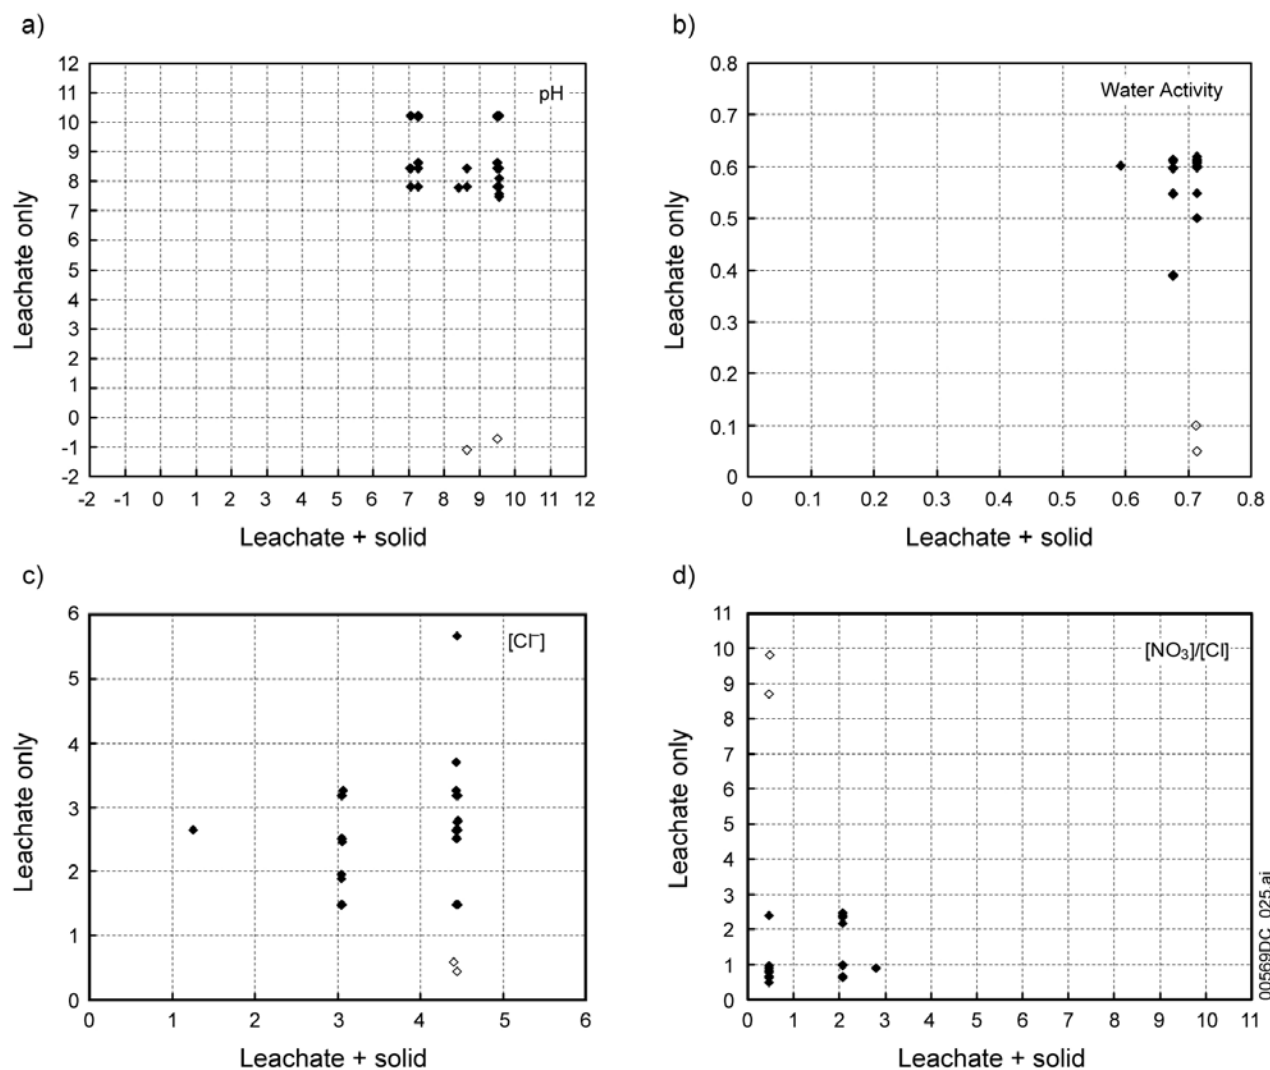 a)
12
11
10
9
8
7
6
5
4
3
2
1
0
-1
-2
-2 -1 0 1 2 3 4 5 6 7 8 9 10 11 12
pH
Leachate only
Leachate + solid
b)
0.8
0.7
0.6
0.5
0.4
0.3
0.2
0.1
0
0 0.1 0.2 0.3 0.4 0.5 0.6 0.7 0.8
Water Activity
Leachate only
Leachate + solid
c)
6
5
4
3
2
1
0
0 1 2 3 4 5 6
[Cl⁻]
Leachate only
Leachate + solid
d)
11
10
9
8
7
6
5
4
3
2
1
0
0 1 2 3 4 5 6 7 8 9 10 11
[NO₃]/[Cl]
Leachate only
Leachate + solid
00569DC_025.ai